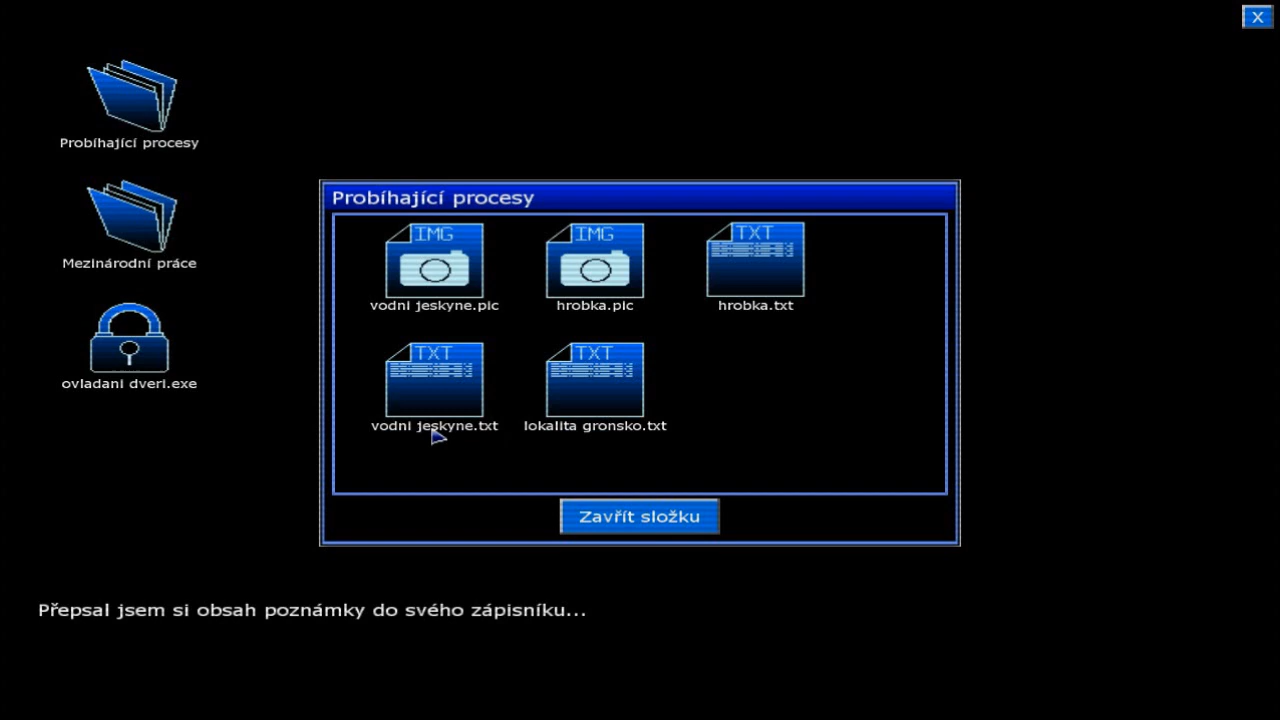 X
Probíhající procesy
Mezinárodní práce
ovladani dveri.exe
Probíhající procesy
IMG
IMG
TXT
vodni jeskyne.pic
hrobka.pic
hrobka.txt
TXT
TXT
vodni jeskyne.txt
lokalita gronsko.txt
Zavřít složku
Přepsal jsem si obsah poznámky do svého zápisníku...